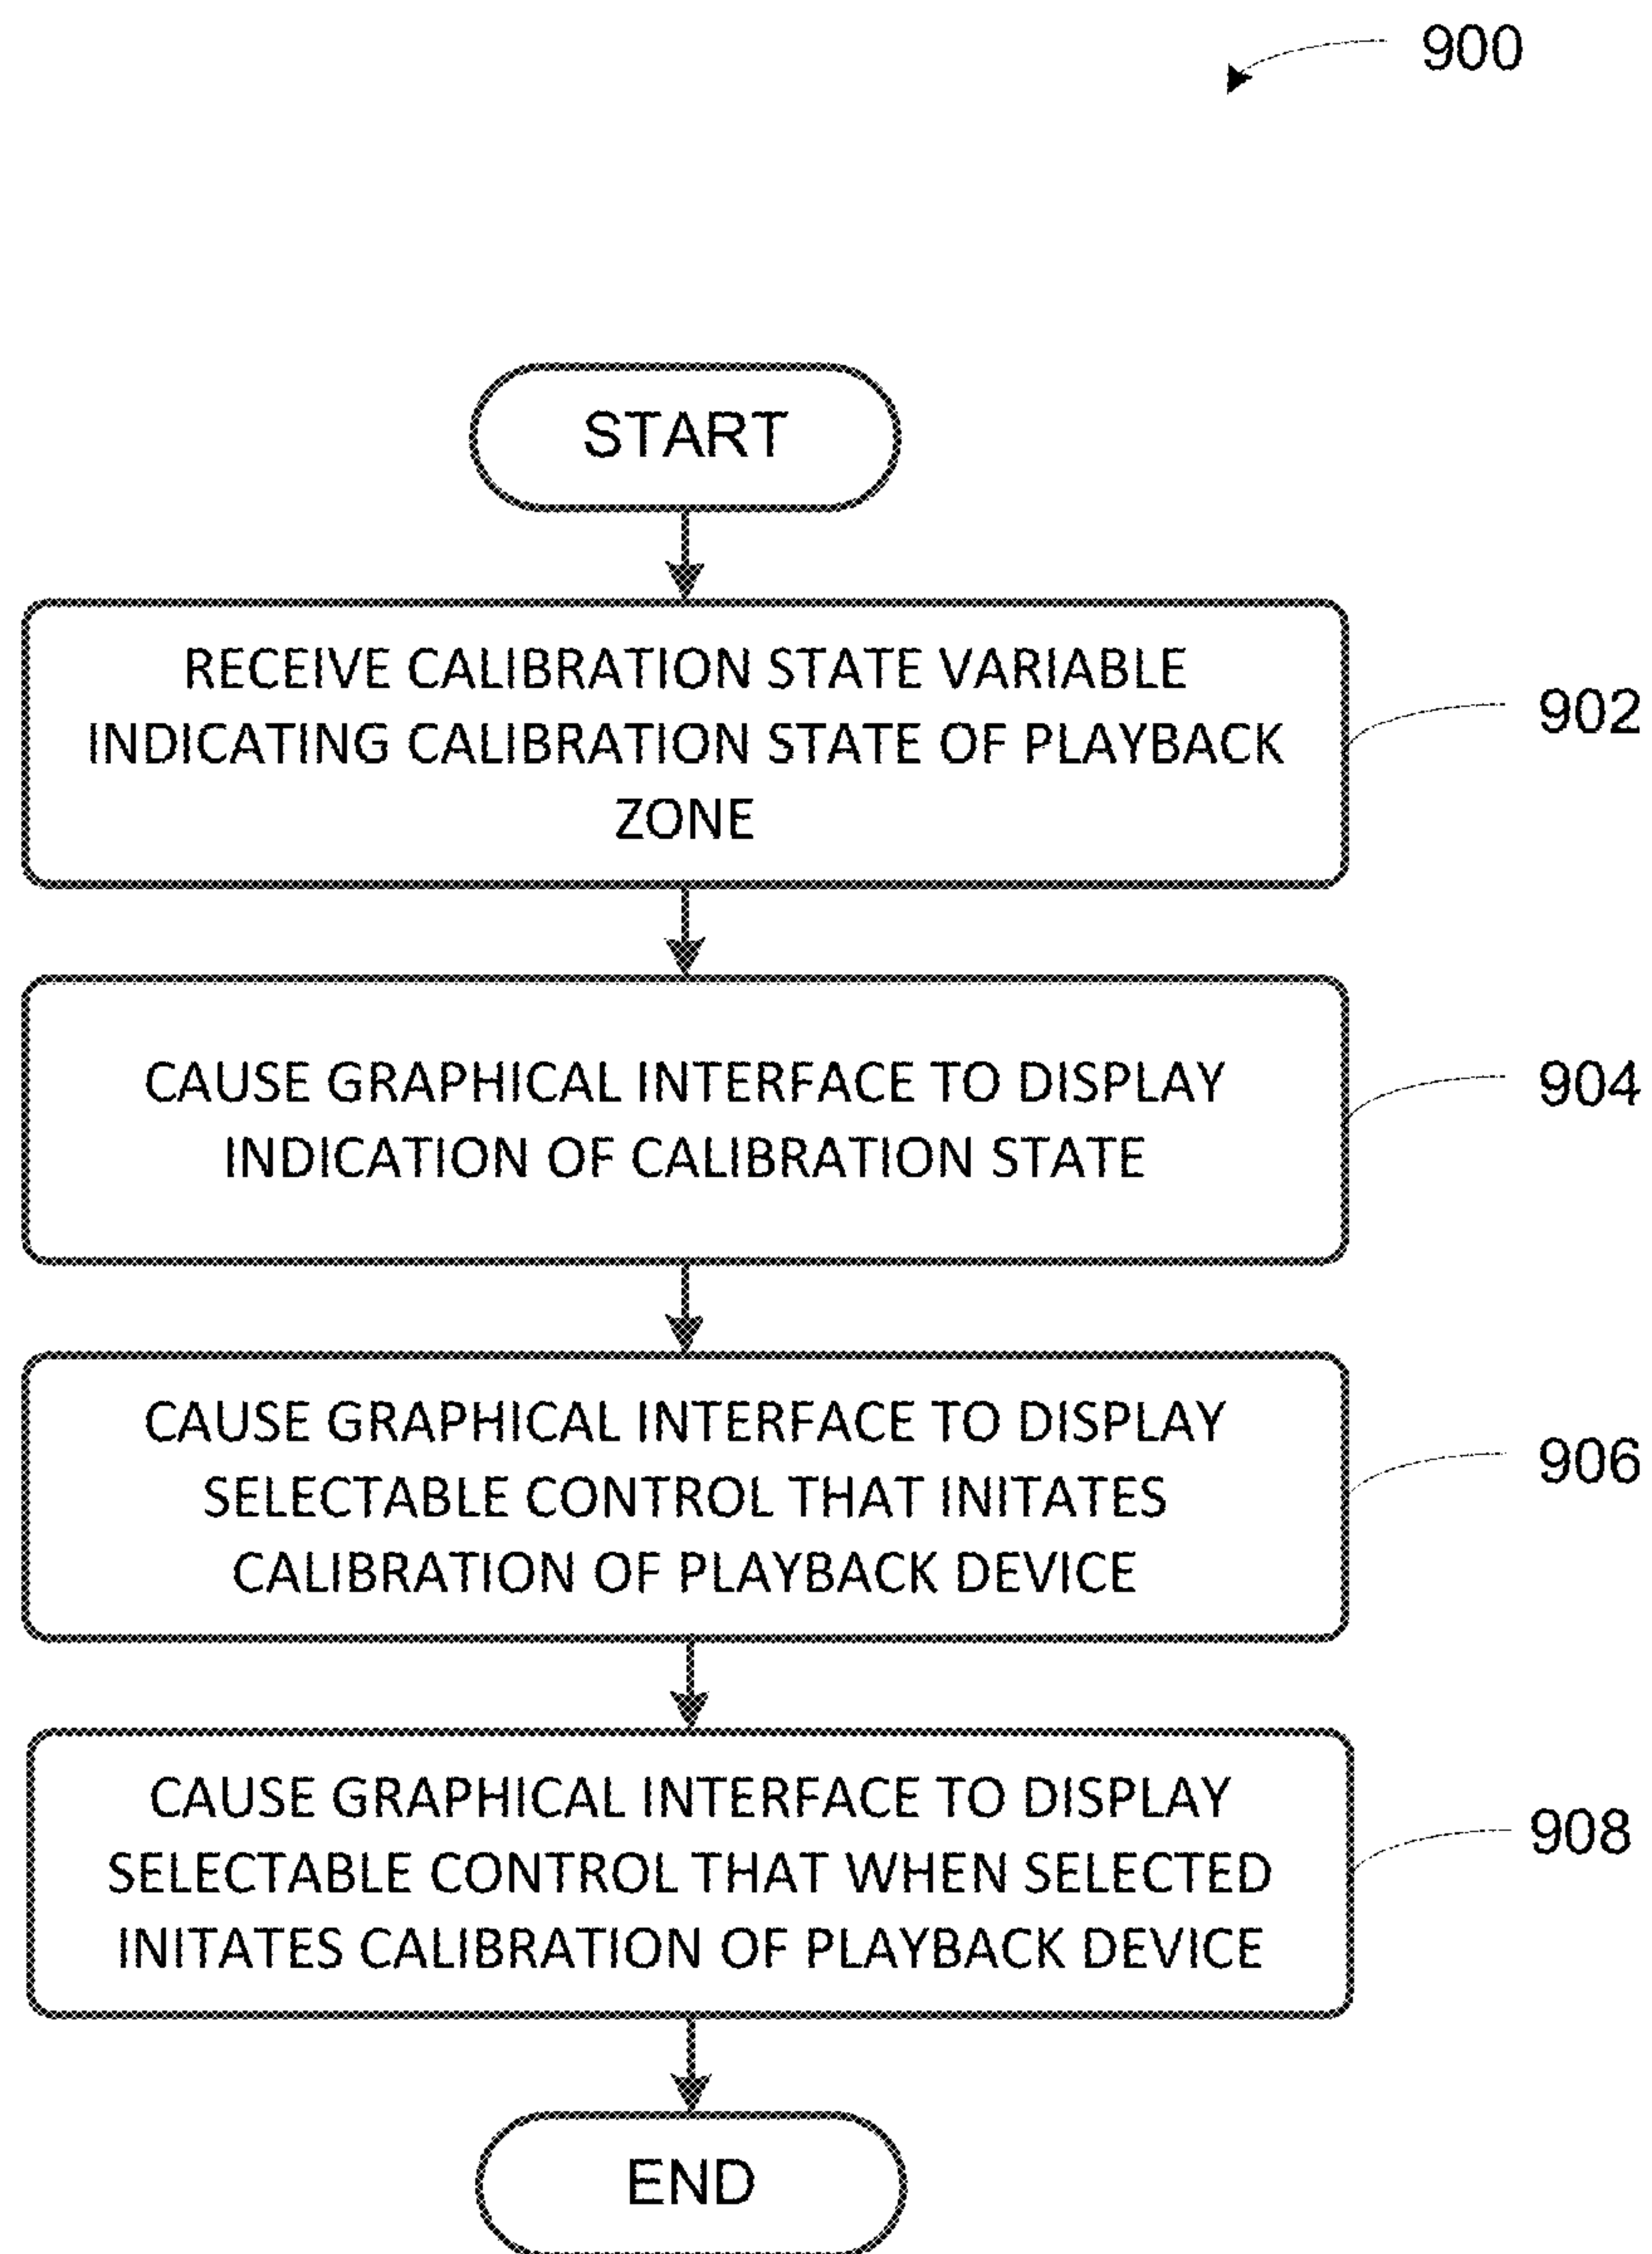 900
START
RECEIVE CALIBRATION STATE VARIABLE
INDICATING CALIBRATION STATE OF PLAYBACK
ZONE
902
CAUSE GRAPHICAL INTERFACE TO DISPLAY
INDICATION OF CALIBRATION STATE
904
CAUSE GRAPHICAL INTERFACE TO DISPLAY
SELECTABLE CONTROL THAT INITATES
CALIBRATION OF PLAYBACK DEVICE
906
CAUSE GRAPHICAL INTERFACE TO DISPLAY
SELECTABLE CONTROL THAT WHEN SELECTED
INITATES CALIBRATION OF PLAYBACK DEVICE
908
END